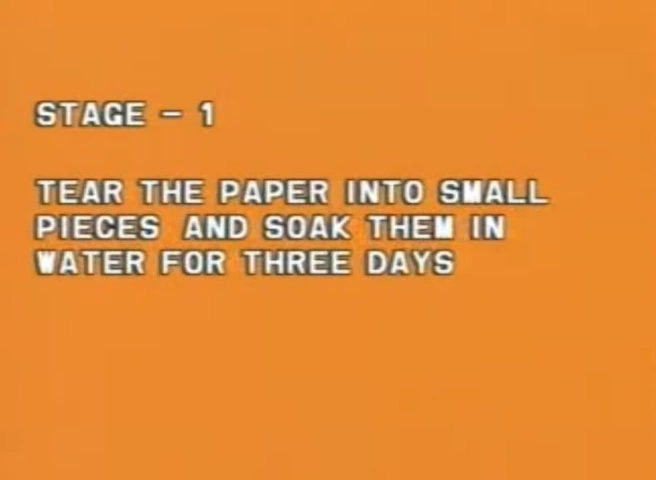 STAGE - 1
TEAR THE PAPER INTO SMALL
PIECES AND SOAK THEM IN
WATER FOR THREE DAYS